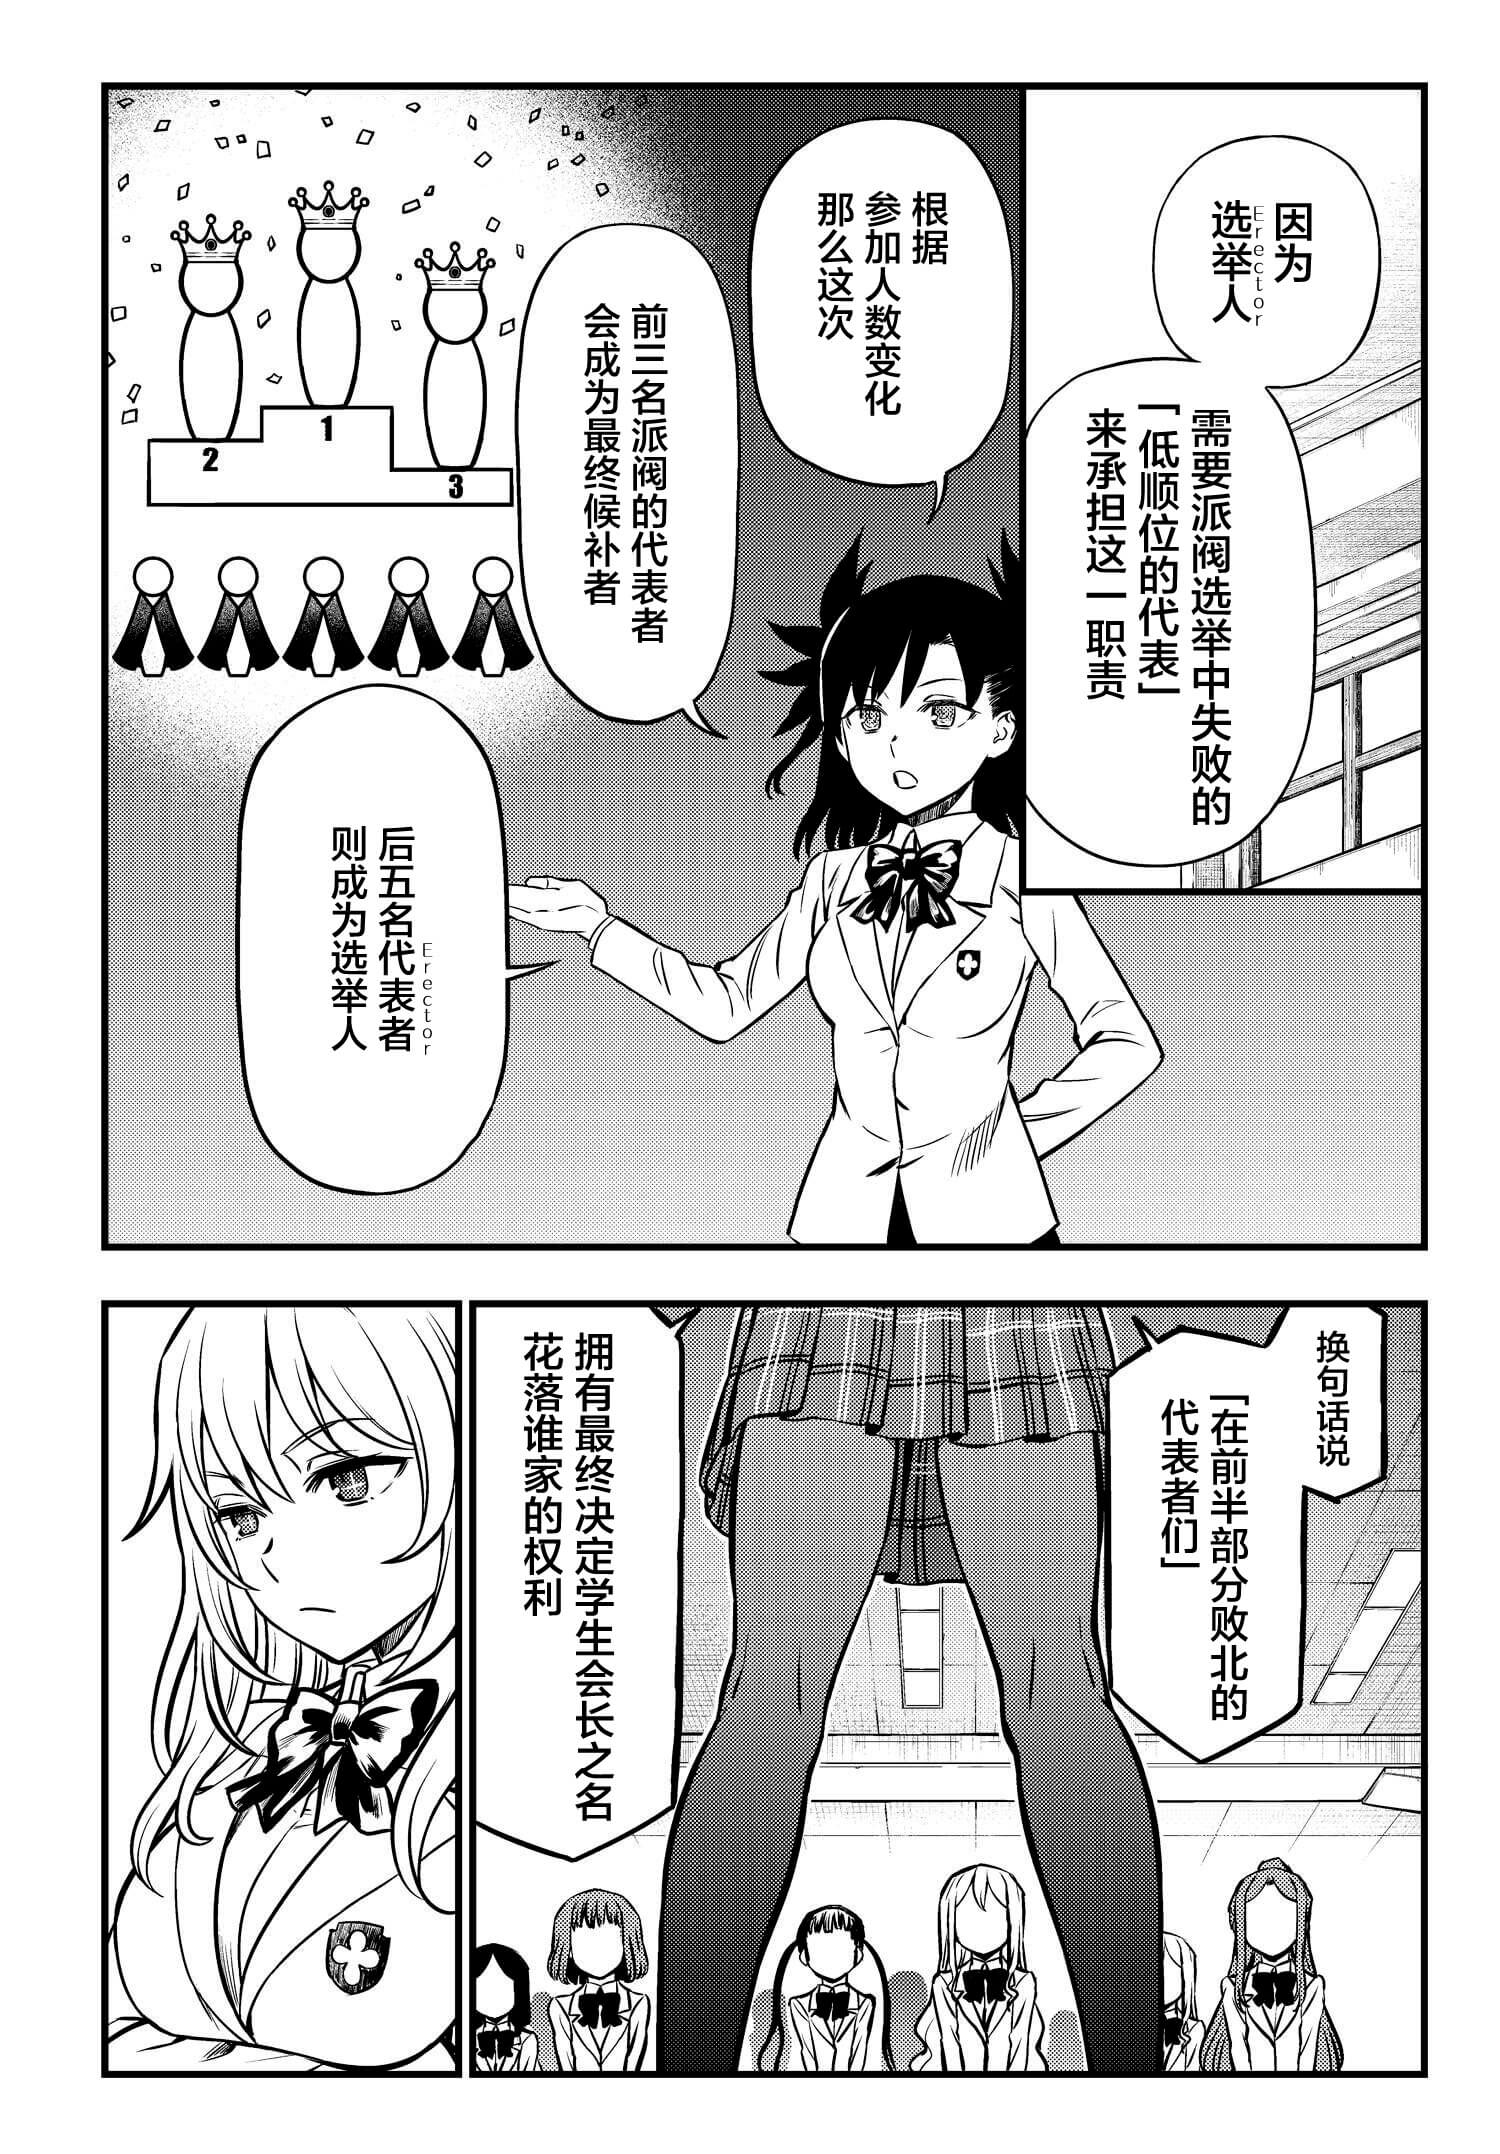 因为
选举人
Erector
需要派阀选举中失败的
「低顺位的代表」
来承担这一职责
根据
参加人数变化
那么这次
前三名派阀的代表者
会成为最终候补者
1
2
3
后五名代表者
则成为选举人
Erector
换句话说
「在前半部分败北的
代表者们」
拥有最终决定学生会长之名
花落谁家的权利